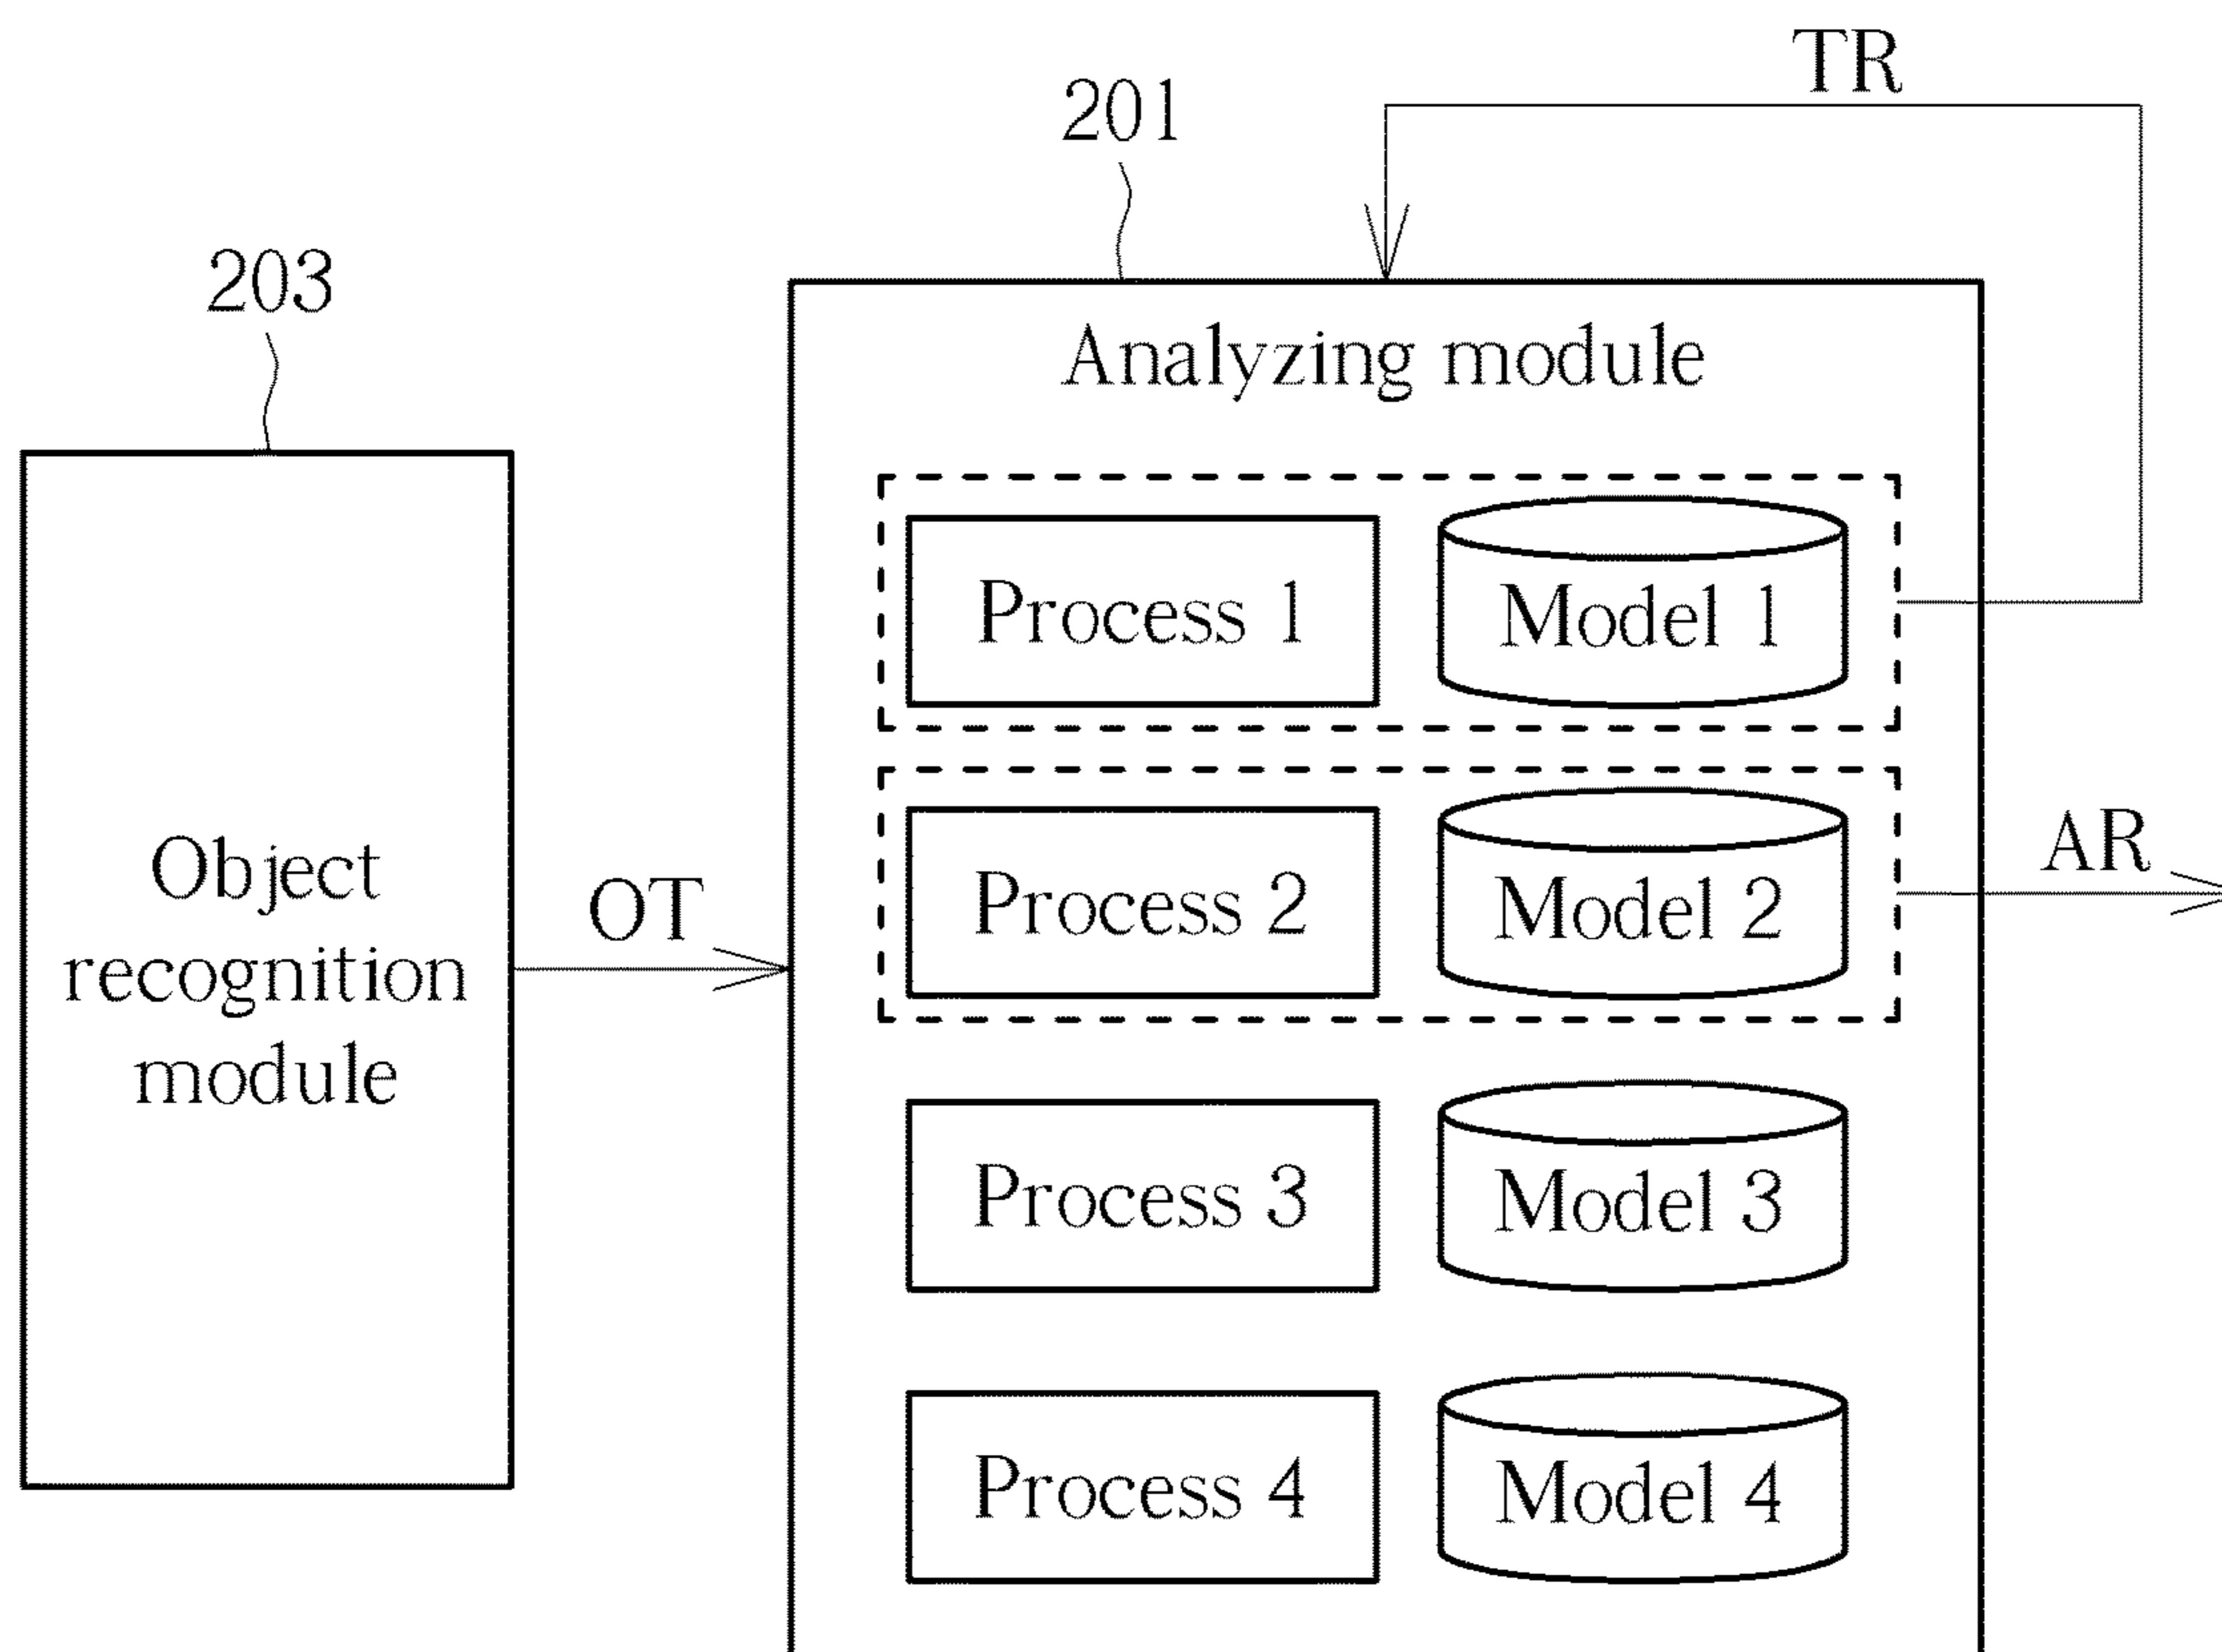 TR
201
203
Analyzing module
Process 1
Model 1
Object
recognition
module
OT
Process 2
Model 2
AR
Process 3
Model 3
Process 4
Model 4